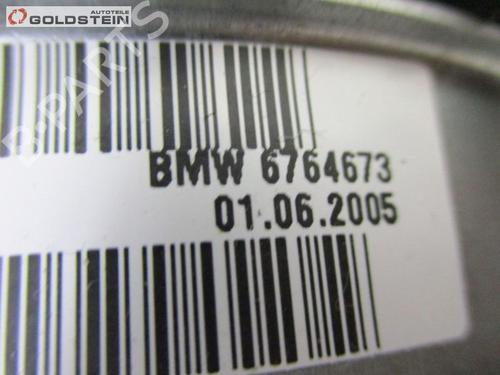 AUTOTEILE
GOLDSTEIN
B-PARTS
BMW 6764673
01.06.2005